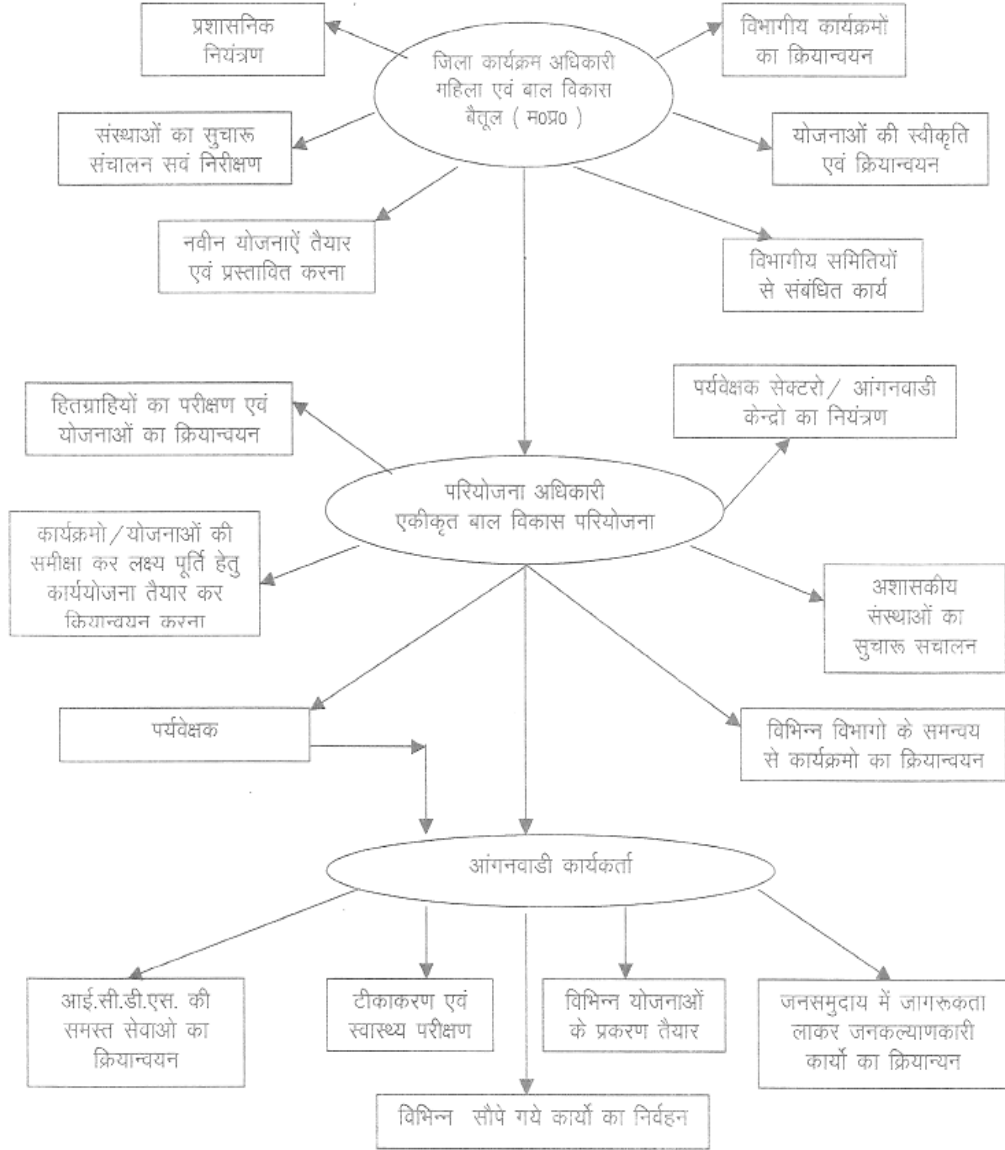 प्रशासनिक
नियंत्रण
जिला कार्यक्रम अधिकारी
महिला एवं बाल विकास
बैतूल ( म0प्र0 )
विभागीय कार्यक्रमों
का क्रियान्वयन
संस्थाओं का सुचारू
संचालन सवं निरीक्षण
योजनाओं की स्वीकृति
एवं क्रियान्वयन
नवीन योजनाऐं तैयार
एवं प्रस्तावित करना
विभागीय समितियों
से संबंधित कार्य
हितग्राहियों का परीक्षण एवं
योजनाओं का क्रियान्वयन
पर्यवेक्षक सेक्टरो/ आंगनवाडी
केन्द्रो का नियंत्रण
परियोजना अधिकारी
एकीकृत बाल विकास परियोजना
कार्यक्रमो/योजनाओं की
समीक्षा कर लक्ष्य पूर्ति हेतु
कार्ययोजना तैयार कर
क्रियान्वयन करना
अशासकीय
संस्थाओं का
सुचारू सचालन
पर्यवेक्षक
विभिन्न विभागो के समन्वय
से कार्यक्रमो का क्रियान्वयन
आंगनवाडी कार्यकर्ता
आई.सी.डी.एस. की
समस्त सेवाओ का
क्रियान्वयन
टीकाकरण एवं
स्वास्थ्य परीक्षण
विभिन्न योजनाओं
के प्रकरण तैयार
जनसमुदाय में जागरूकता
लाकर जनकल्याणकारी
कार्यो का क्रियान्यन
विभिन्न सौपे गये कार्यो का निर्वहन